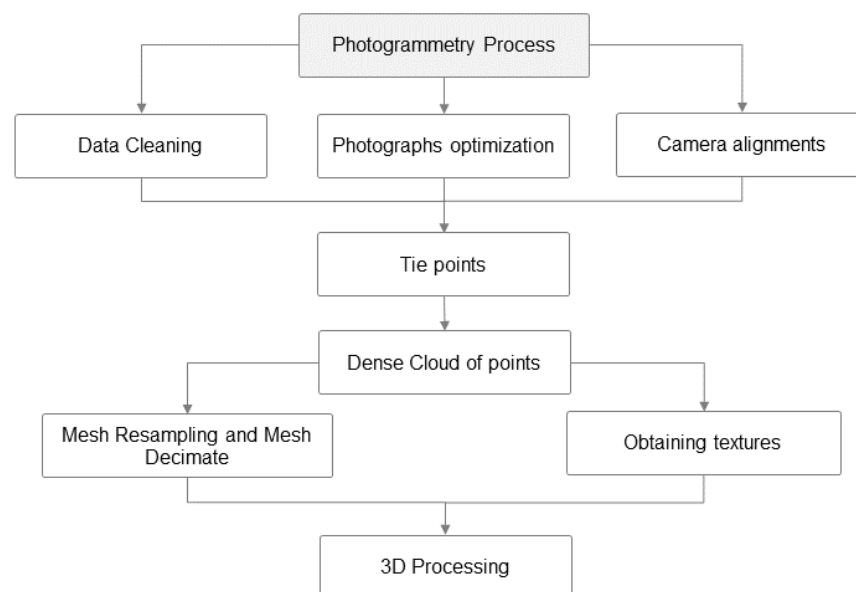 Photogrammetry Process
Data Cleaning
Photographs optimization
Camera alignments
Tie points
Dense Cloud of points
Mesh Resampling and Mesh
Decimate
Obtaining textures
3D Processing